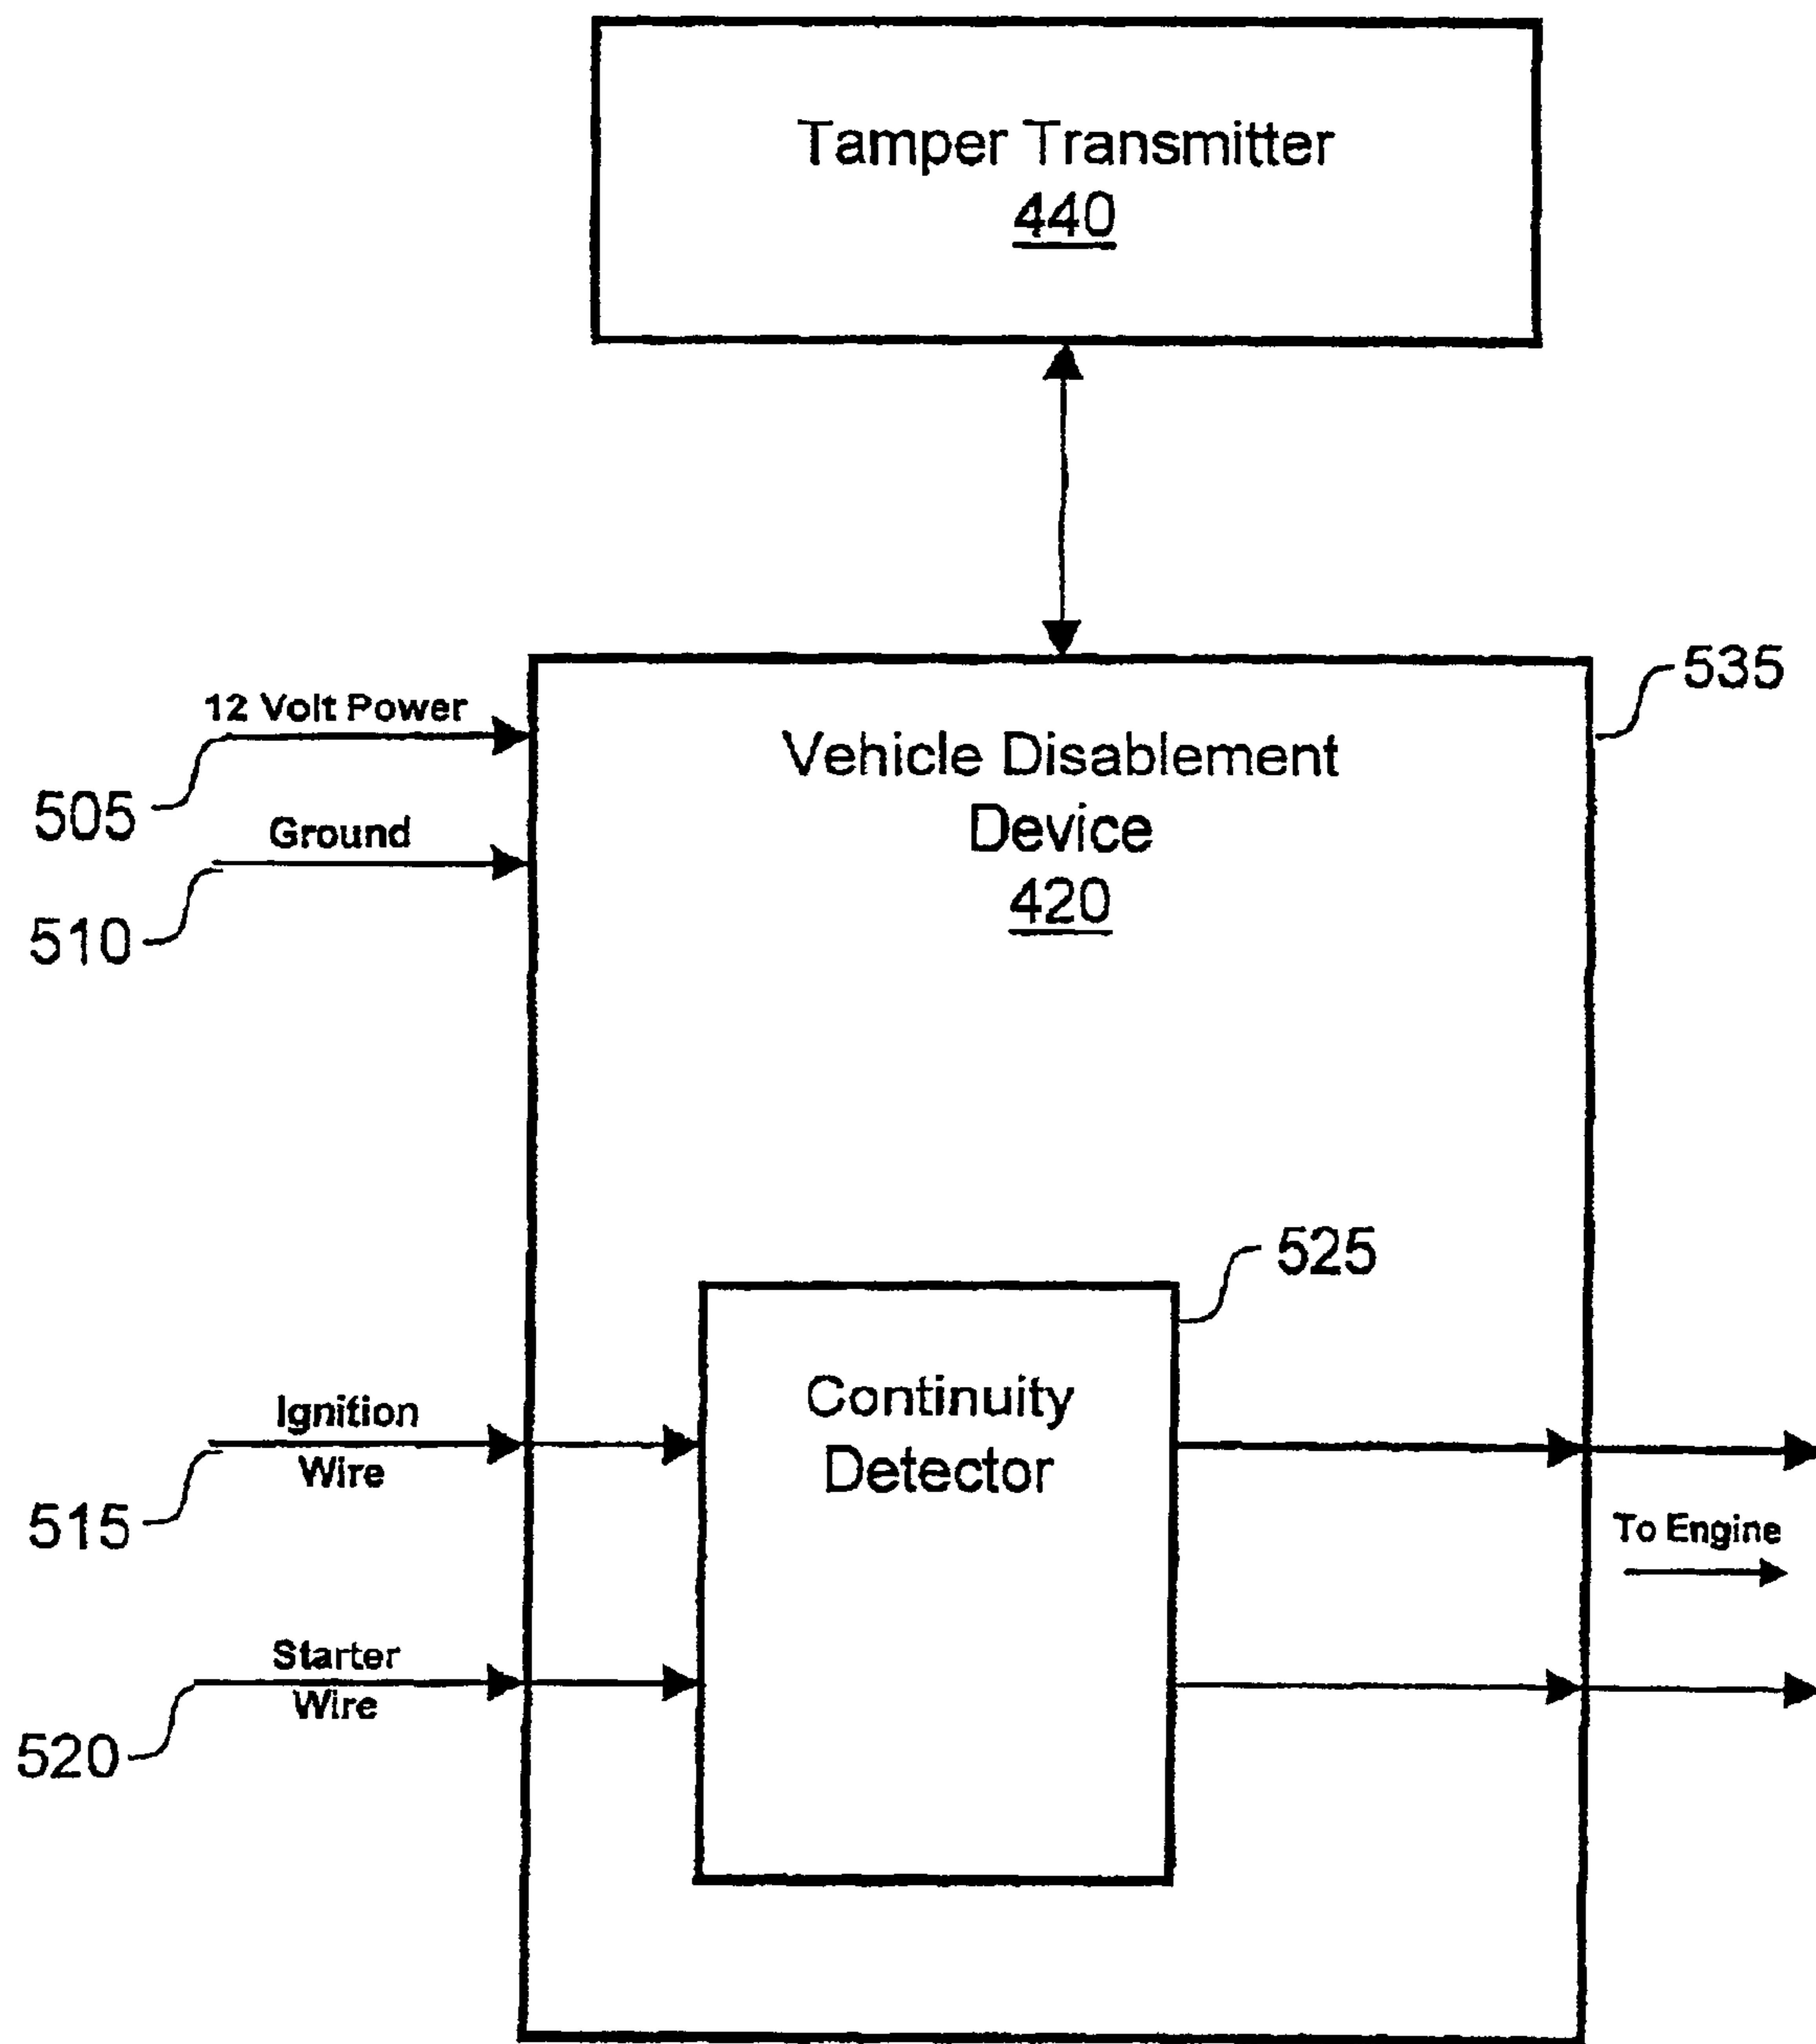 Tamper Transmitter
440
535
12 Volt Power
Vehicle Disablement
505
Device
Ground
420
510
525
Continuity
Detector
Ignition
Wire
515
To Engine
Starter
Wire
520